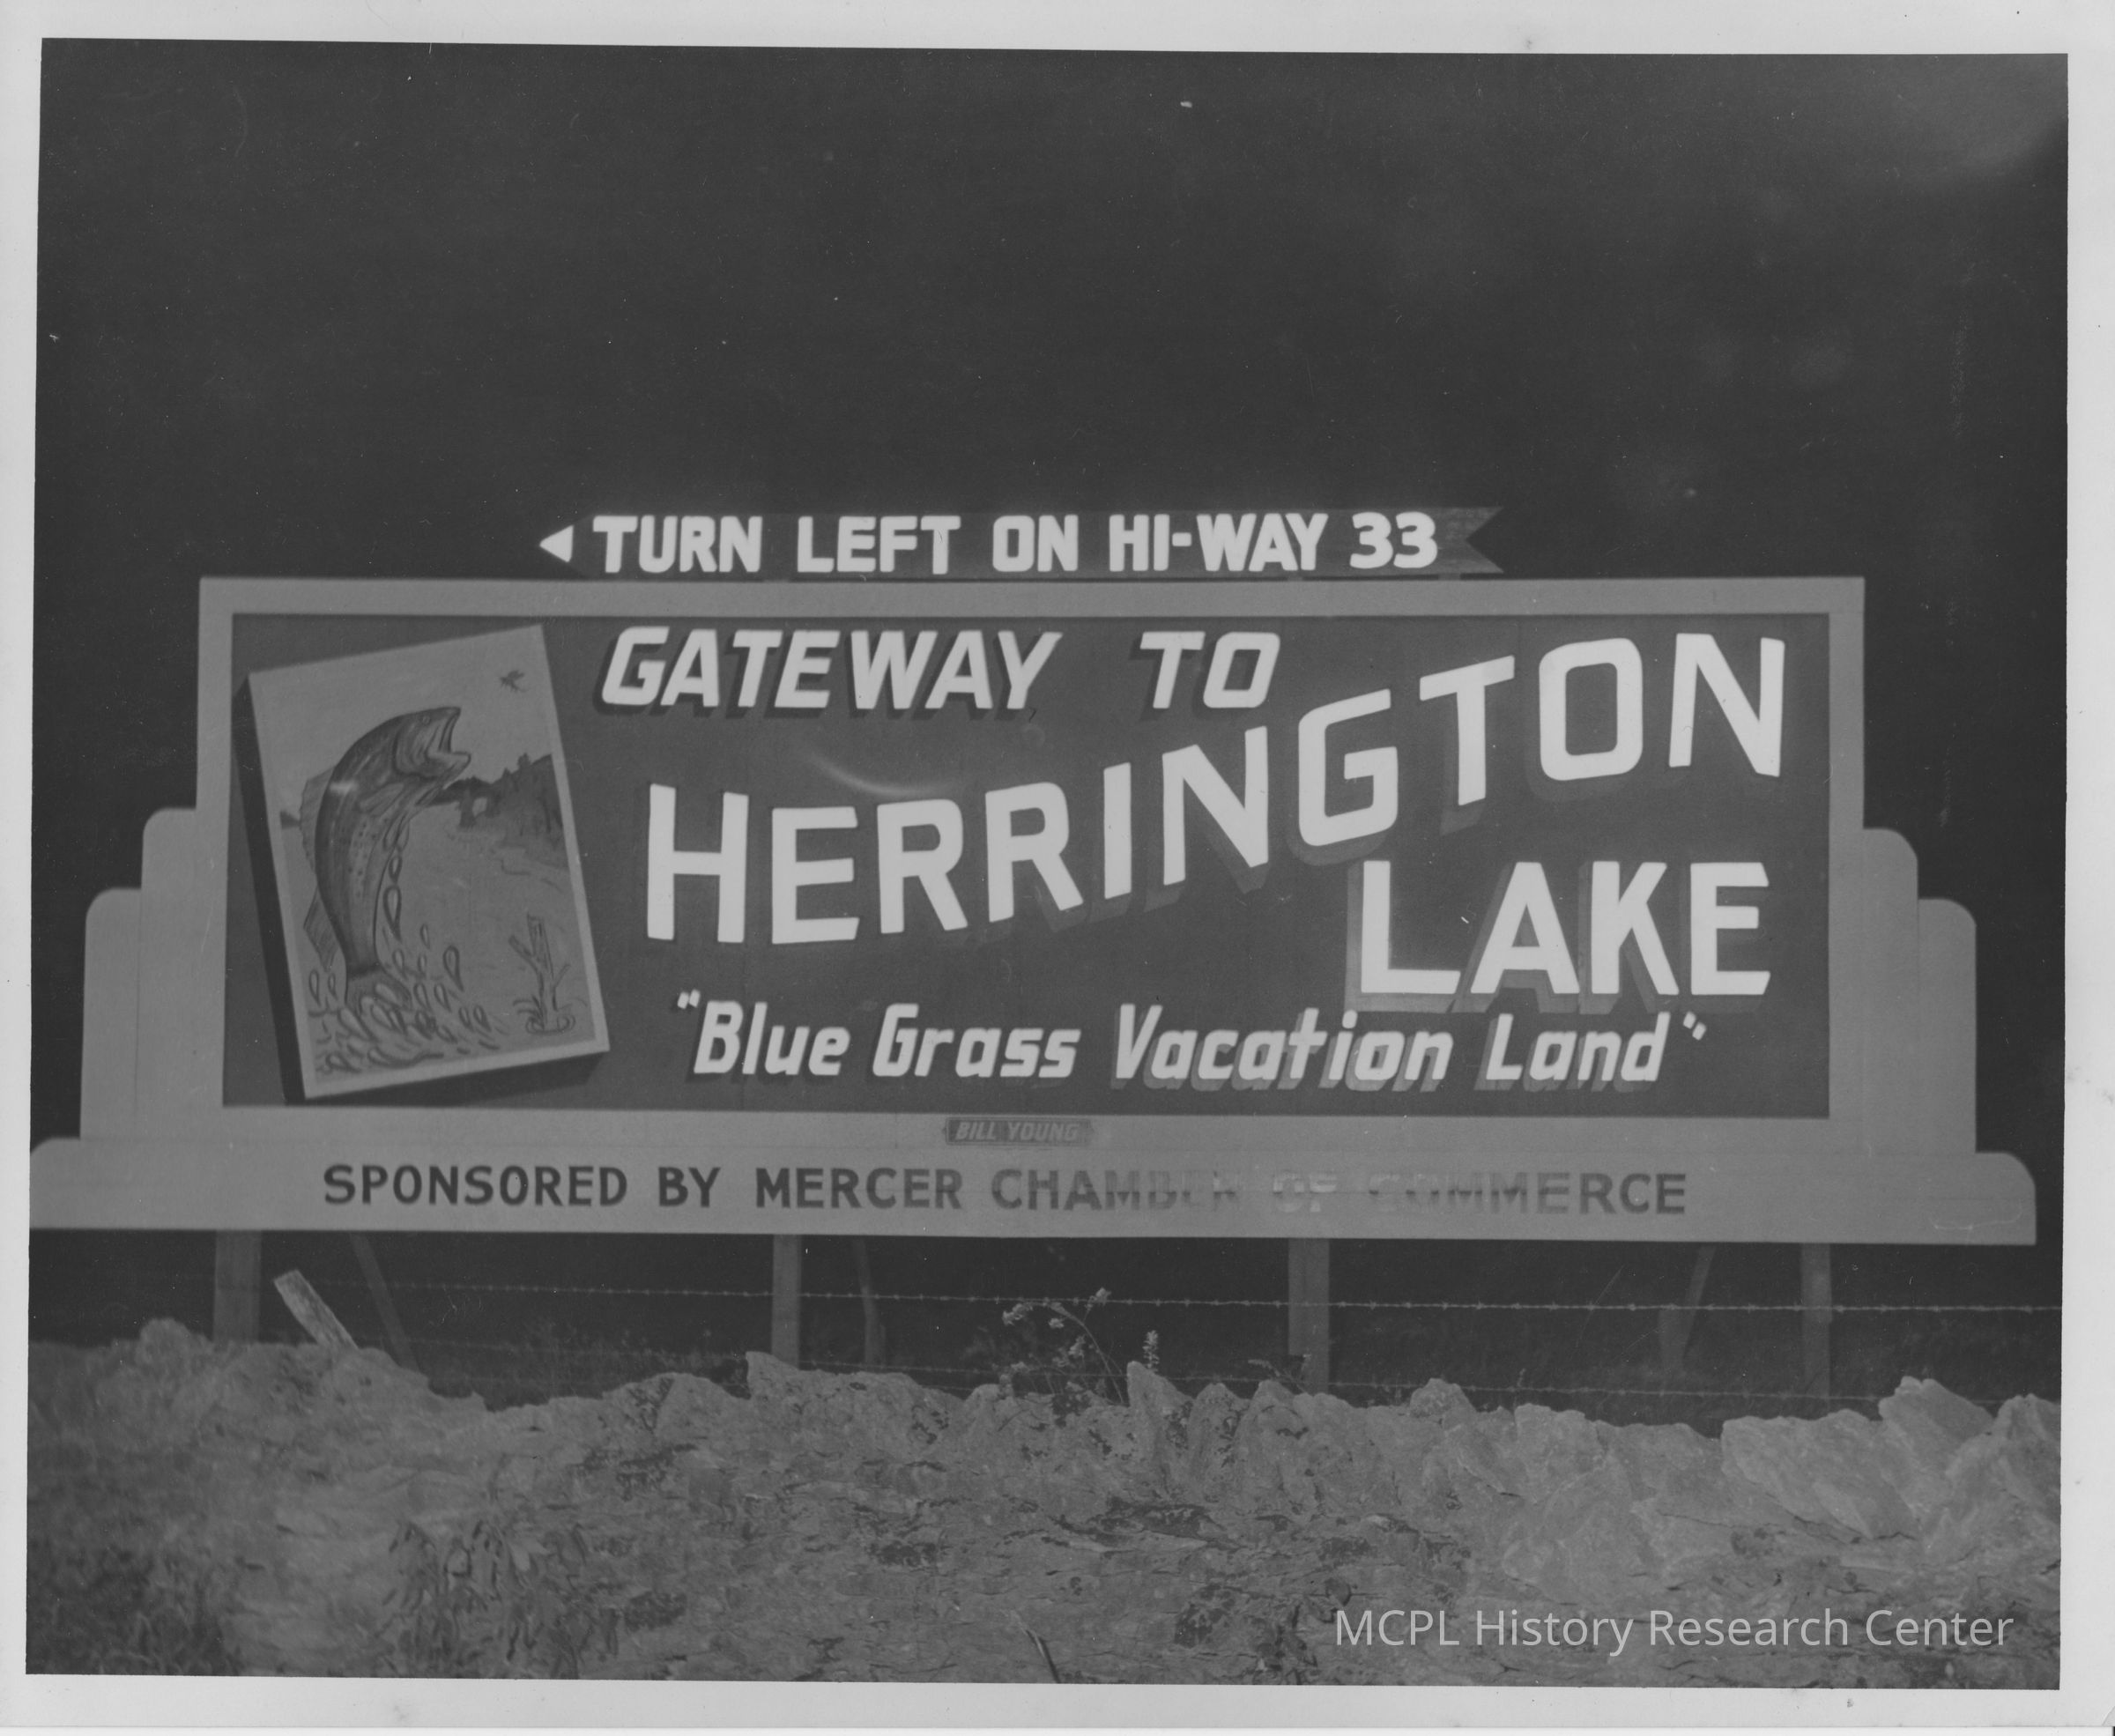 TURN LEFT ON HI-WAY 33
GATEWAY TO
HERRINGTON
LAKE
"Blue Grass Vacation Land"
BILL YOUNG
SPONSORED BY MERCER CHAMBER OF COMMERCE
MCPL History Research Center